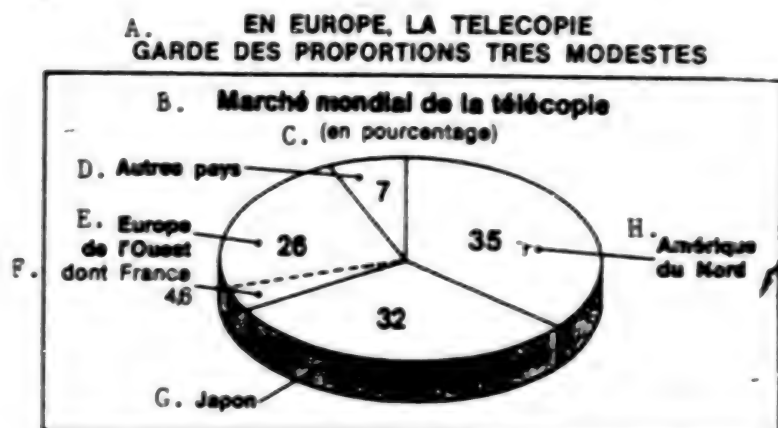 A. EN EUROPE, LA TELECOPIE
GARDE DES PROPORTIONS TRES MODESTES
B. Marché mondial de la télécopie
C. (en pourcentage)
D. Autres pays
7
E. Europe
de l'Ouest
26
F. dont France
4,6
35
H. Amérique
du Nord
32
G. Japon